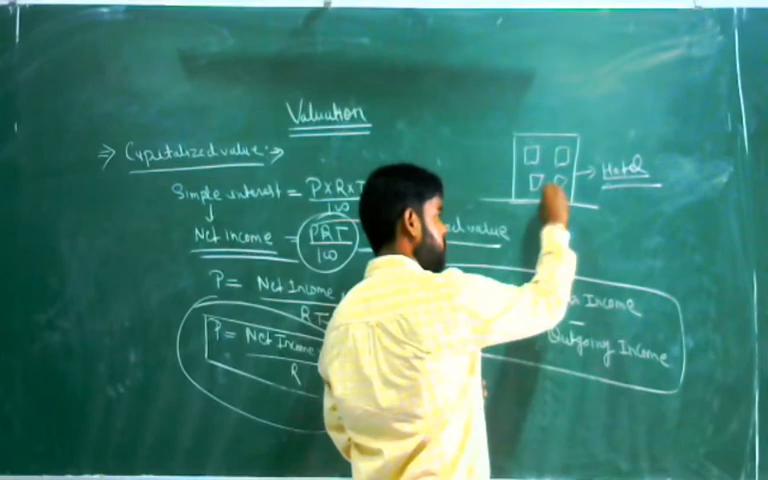 Valuation
⇒ Capitalized value :→
Simple interest = P×R×T / 100
Net Income = PRT / 100
ed value
→ Hotel
P = Net Income / RT
P = Net Income / R
Income
—
Outgoing Income